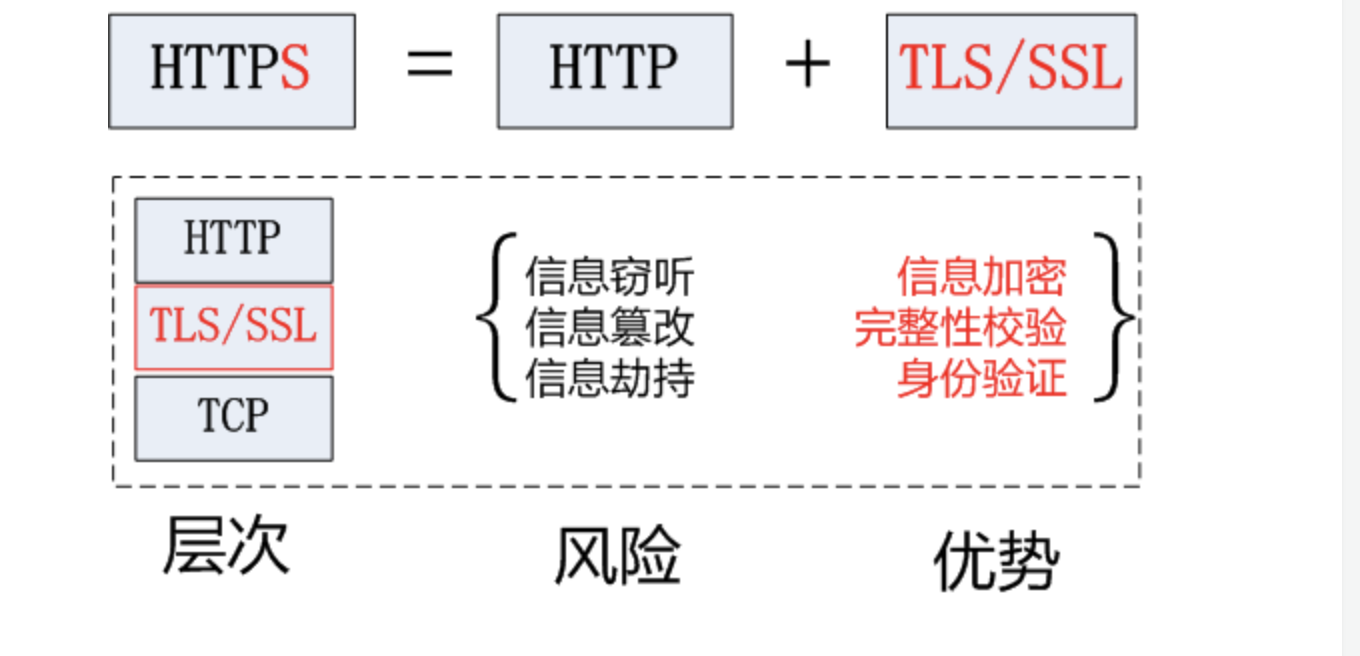 HTTPS = HTTP + TLS/SSL
HTTP
TLS/SSL
TCP
信息窃听
信息篡改
信息劫持
信息加密
完整性校验
身份验证
层次
风险
优势